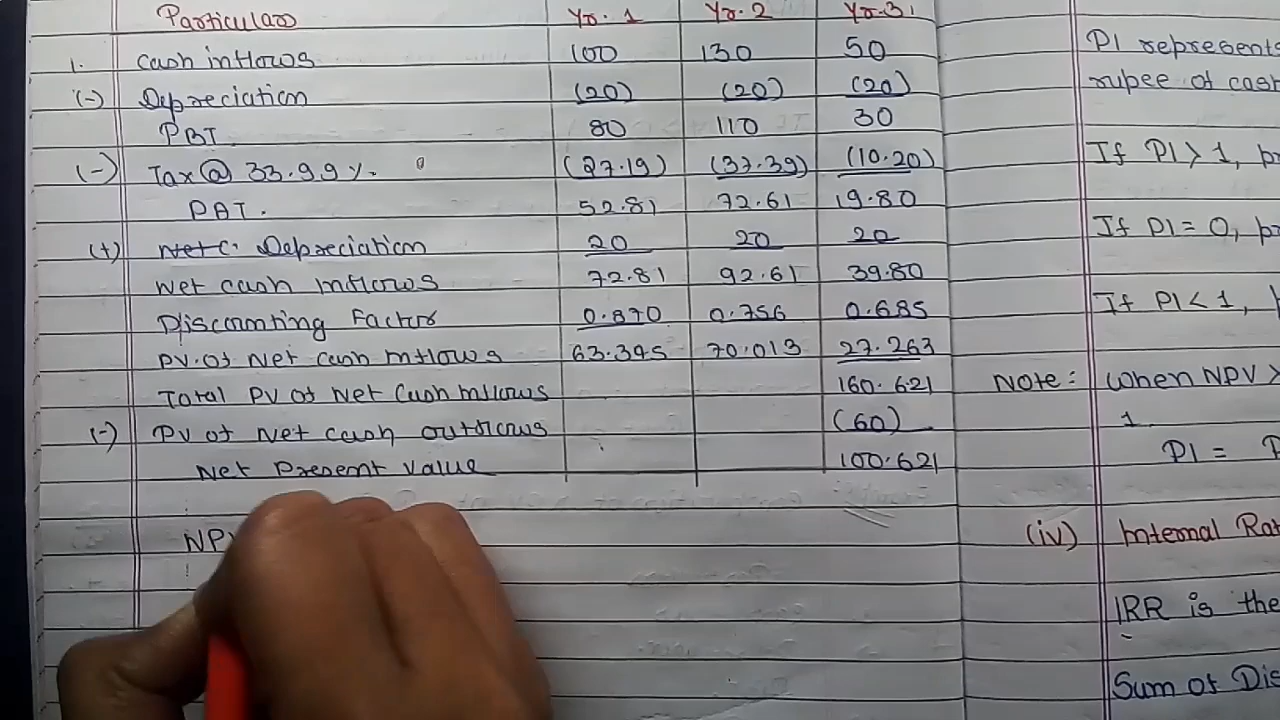 Particulars Yr. 1 Yr. 2 Yr. 3
1. Cash inflows 100 130 50
(-) Depreciation (20) (20) (20)
PBT. 80 110 30
(-) Tax @ 33.99 %. (27.19) (37.39) (10.20)
PAT. 52.81 72.61 19.80
(+) Net C. Depreciation 20 20 20
Net cash inflows 72.81 92.61 39.80
Discounting Factor 0.870 0.756 0.685
PV. of Net Cash inflows 63.345 70.013 27.263
Total PV of Net Cash inflows 160.621
(-) PV of Net Cash outflows (60)
Net Present Value 100.621
NPV
PI represents
rupee of cash
If PI > 1,
If PI = 0,
If PI < 1,
Note: When NPV >
1.
PI =
(iv) Internal
IRR is the
Sum of